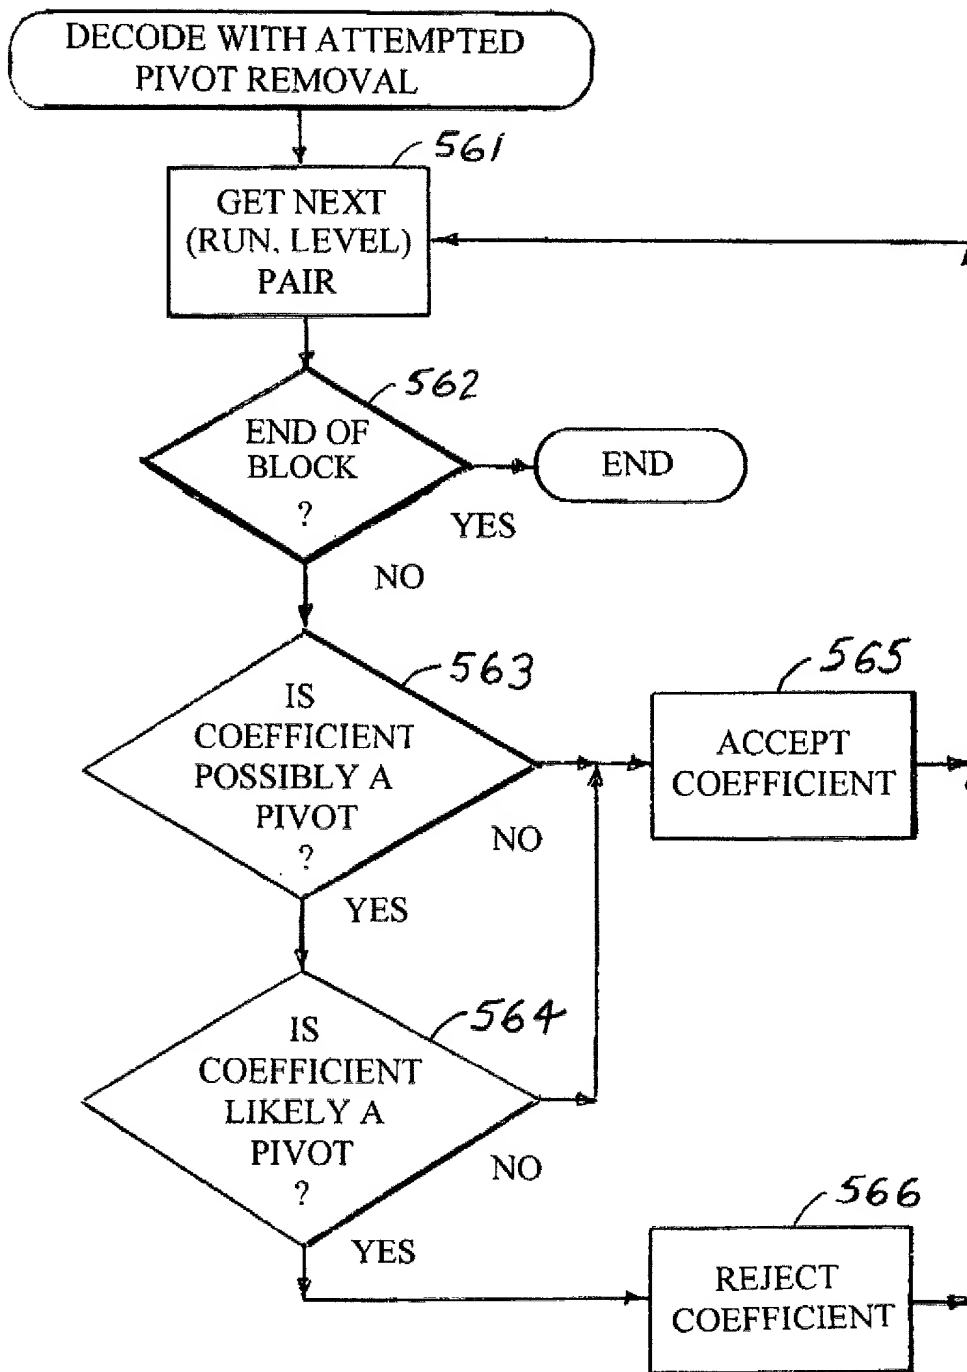 DECODE WITH ATTEMPTED
PIVOT REMOVAL
561
GET NEXT
(RUN, LEVEL)
PAIR
562
END OF
BLOCK
?
END
YES
NO
563
IS
COEFFICIENT
POSSIBLY A
PIVOT
?
NO
YES
565
ACCEPT
COEFFICIENT
564
IS
COEFFICIENT
LIKELY A
PIVOT
?
NO
YES
566
REJECT
COEFFICIENT